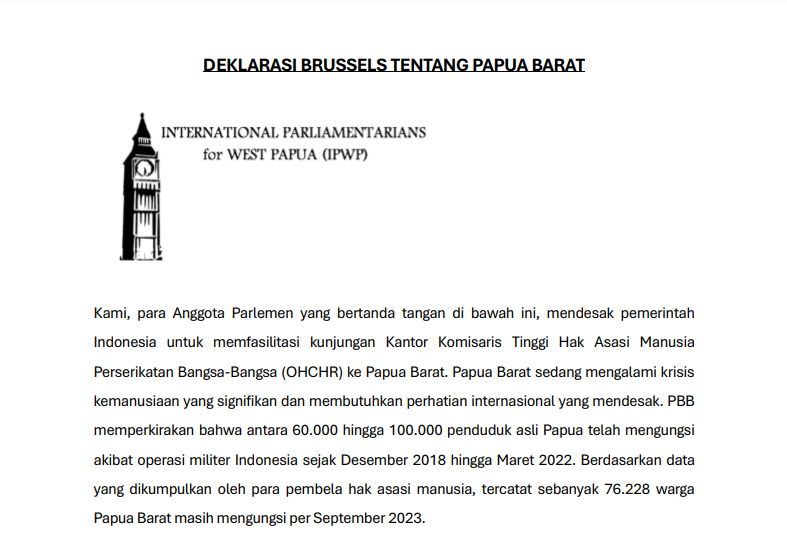 DEKLARASI BRUSSELS TENTANG PAPUA BARAT
INTERNATIONAL PARLIAMENTARIANS
for WEST PAPUA (IPWP)
Kami, para Anggota Parlemen yang bertanda tangan di bawah ini, mendesak pemerintah
Indonesia untuk memfasilitasi kunjungan Kantor Komisaris Tinggi Hak Asasi Manusia
Perserikatan Bangsa-Bangsa (OHCHR) ke Papua Barat. Papua Barat sedang mengalami krisis
kemanusiaan yang signifikan dan membutuhkan perhatian internasional yang mendesak. PBB
memperkirakan bahwa antara 60.000 hingga 100.000 penduduk asli Papua telah mengungsi
akibat operasi militer Indonesia sejak Desember 2018 hingga Maret 2022. Berdasarkan data
yang dikumpulkan oleh para pembela hak asasi manusia, tercatat sebanyak 76.228 warga
Papua Barat masih mengungsi per September 2023.